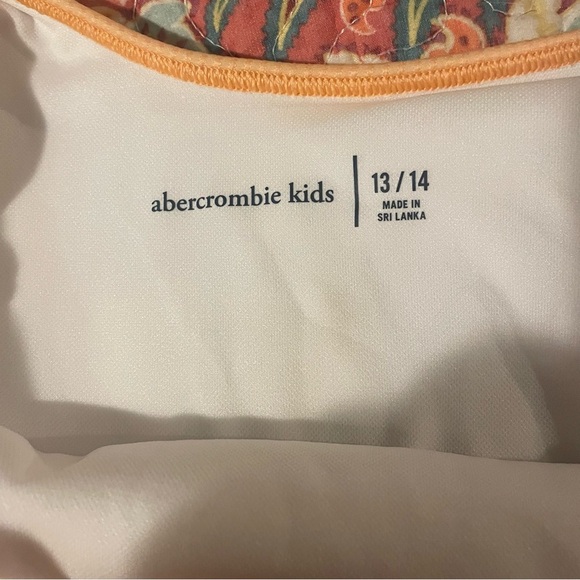 abercrombie kids
13 / 14
MADE IN
SRI LANKA